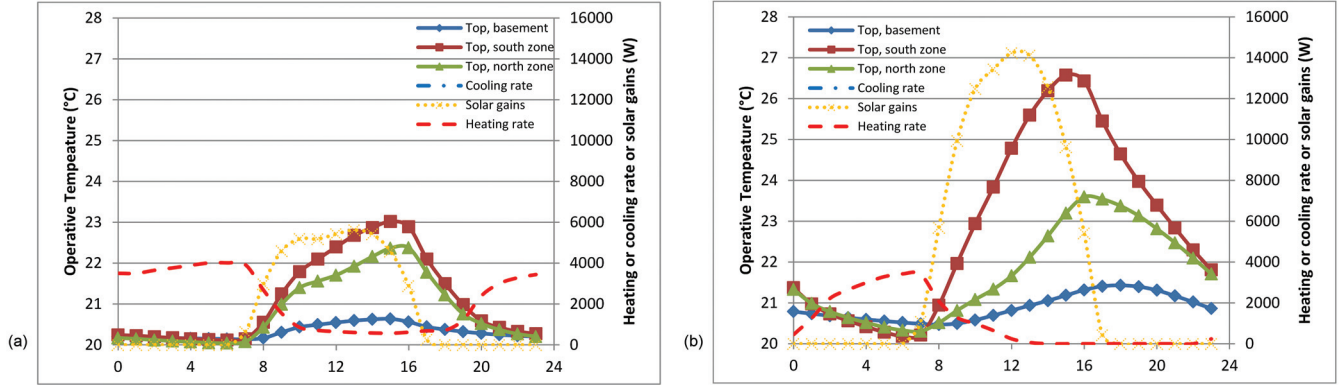 (a)
Operative Tempeature (°C)
28
27
26
25
24
23
22
21
20
0 4 8 12 16 20 24
16000
14000
12000
10000
8000
6000
4000
2000
0
Heating or cooling rate or solar gains (W)
Top, basement
Top, south zone
Top, north zone
Cooling rate
Solar gains
Heating rate
(b)
Operative Tempeature (°C)
28
27
26
25
24
23
22
21
20
0 4 8 12 16 20 24
16000
14000
12000
10000
8000
6000
4000
2000
0
Heating or cooling rate or solar gains (W)
Top, basement
Top, south zone
Top, north zone
Cooling rate
Solar gains
Heating rate